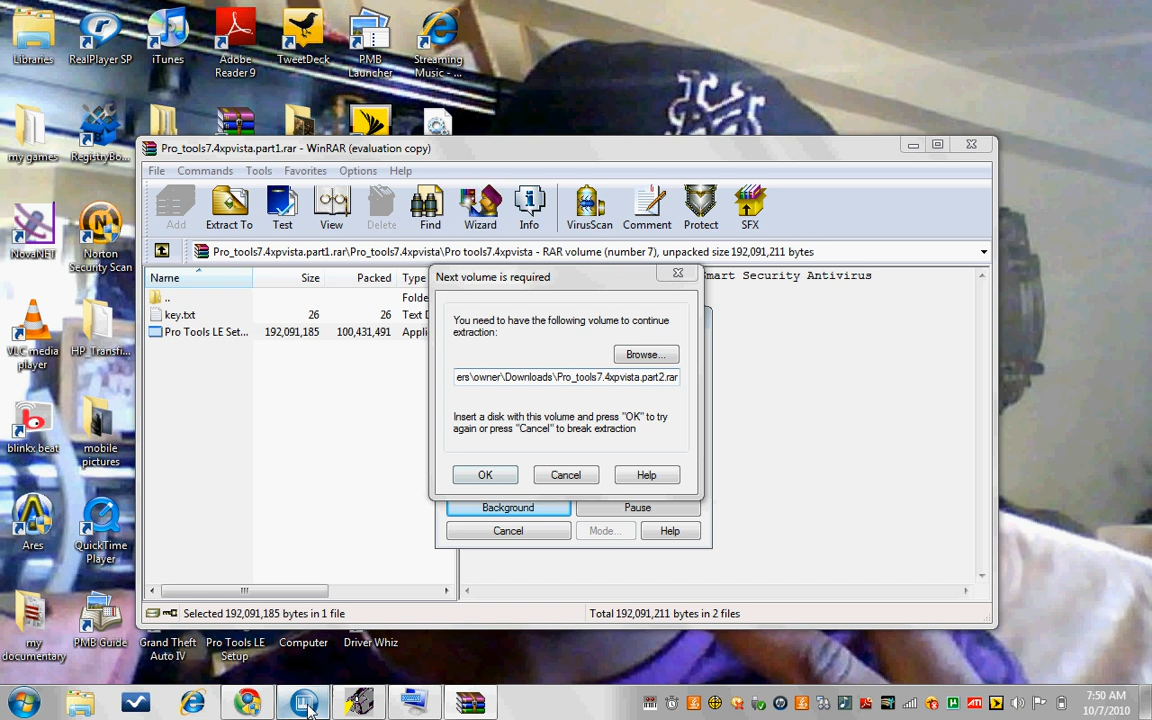 Libraries
RealPlayer SP
iTunes
Adobe
Reader 9
TweetDeck
PMB
Launcher
Streaming
Music - ...
my games
RegistryBo...
NovaNET
Norton
Security Scan
VLC media
player
HP_Transfi...
blinkx beat
mobile
pictures
Ares
QuickTime
Player
my
documentary
PMB Guide
Grand Theft
Auto IV
Pro Tools LE
Setup
Computer
Driver Whiz
Pro_tools7.4xpvista.part1.rar - WinRAR (evaluation copy)
File Commands Tools Favorites Options Help
Add Extract To Test View Delete Find Wizard Info VirusScan Comment Protect SFX
Pro_tools7.4xpvista.part1.rar\Pro_tools7.4xpvista\Pro tools7.4xpvista - RAR volume (number 7), unpacked size 192,091,211 bytes
Name Size Packed Type
.. Folde
key.txt 26 26 Text D
Pro Tools LE Set... 192,091,185 100,431,491 Appli
Smart Security Antivirus
Next volume is required
You need to have the following volume to continue
extraction:
Browse...
ers\owner\Downloads\Pro_tools7.4xpvista.part2.rar
Insert a disk with this volume and press "OK" to try
again or press "Cancel" to break extraction
OK Cancel Help
Background Pause
Cancel Mode... Help
Selected 192,091,185 bytes in 1 file Total 192,091,211 bytes in 2 files
7:50 AM
10/7/2010